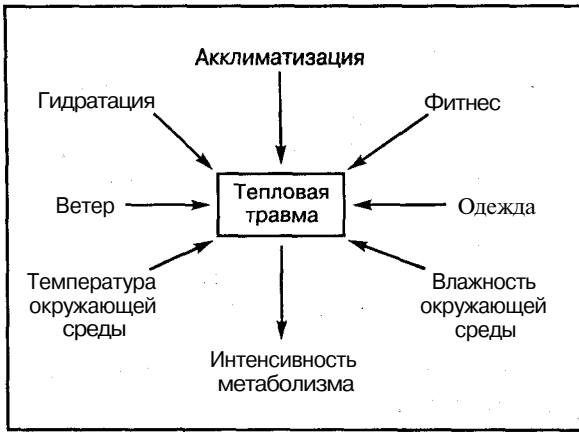 Акклиматизация
Гидратация
Фитнес
Ветер
Тепловая
травма
Одежда
Температура
окружающей
среды
Влажность
окружающей
среды
Интенсивность
метаболизма